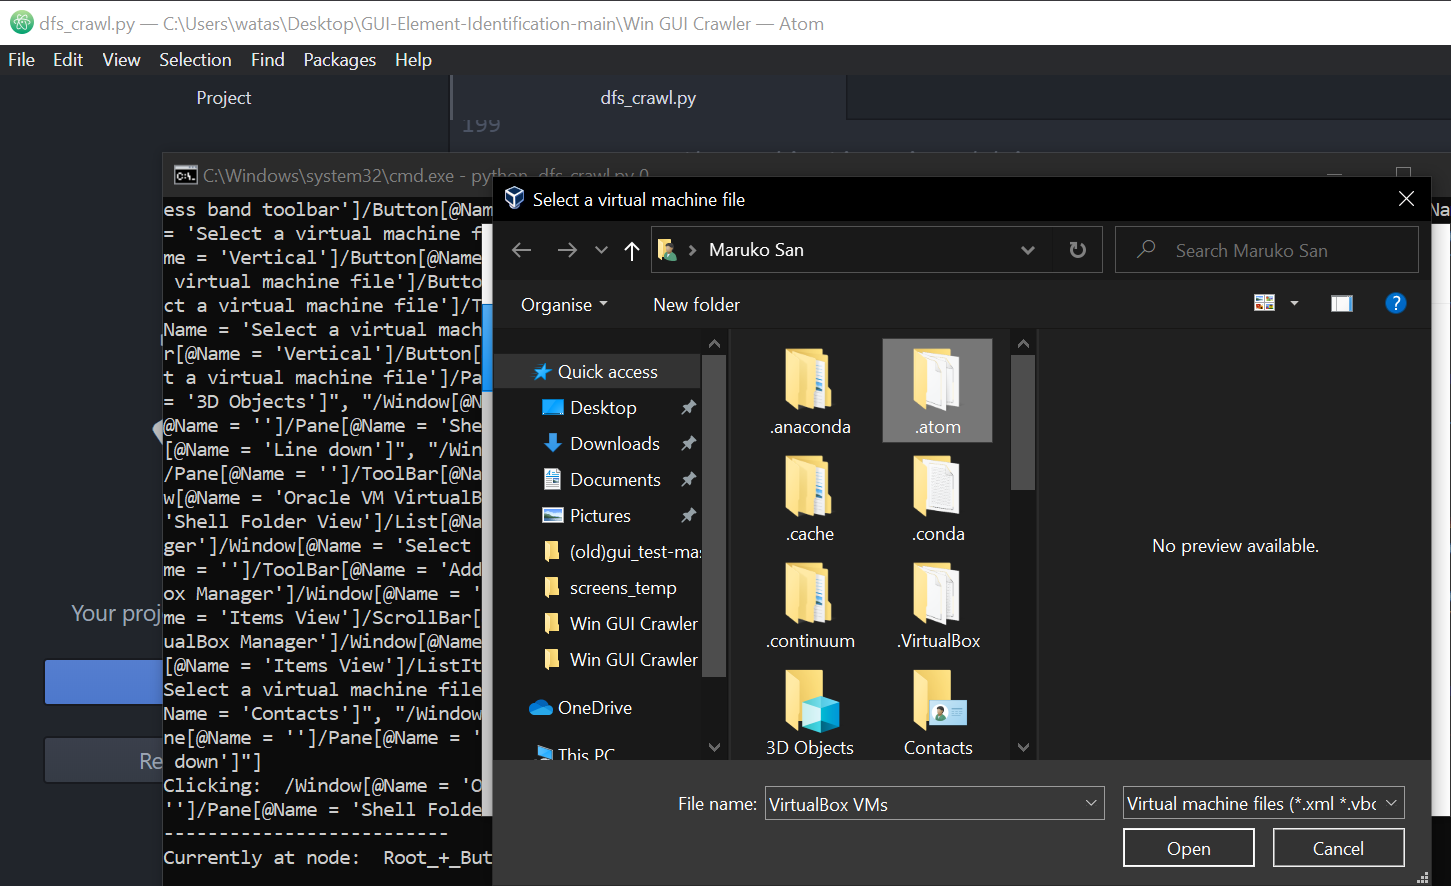 dfs_crawl.py — C:\Users\watas\Desktop\GUI-Element-Identification-main\Win GUI Crawler — Atom
File Edit View Selection Find Packages Help
Project
dfs_crawl.py
199
C:\Windows\system32\cmd.exe - python dfs_crawl.py 0
ess band toolbar']/Button[@Nam
= 'Select a virtual machine f
me = 'Vertical']/Button[@Name
virtual machine file']/Butto
ct a virtual machine file']/T
Name = 'Select a virtual mach
r[@Name = 'Vertical']/Button[
t a virtual machine file']/Pa
= '3D Objects']", "/Window[@N
@Name = '']/Pane[@Name = 'She
[@Name = 'Line down']", "/Win
/Pane[@Name = '']/ToolBar[@Na
w[@Name = 'Oracle VM VirtualB
'Shell Folder View']/List[@Na
ger']/Window[@Name = 'Select
me = '']/ToolBar[@Name = 'Add
ox Manager']/Window[@Name = '
me = 'Items View']/ScrollBar[
ualBox Manager']/Window[@Name
[@Name = 'Items View']/ListIt
Select a virtual machine file
Name = 'Contacts']", "/Window
ne[@Name = '']/Pane[@Name = '
down']"]
Clicking:  /Window[@Name = 'O
'']/Pane[@Name = 'Shell Folde
--------------------------
Currently at node:  Root_+_But
Na
Your proj
Re
Select a virtual machine file
Maruko San
Search Maruko San
Organise
New folder
?
Quick access
Desktop
Downloads
Documents
Pictures
(old)gui_test-mas
screens_temp
Win GUI Crawler
Win GUI Crawler
OneDrive
This PC
.anaconda
.atom
.cache
.conda
.continuum
.VirtualBox
3D Objects
Contacts
No preview available.
File name:
VirtualBox VMs
Virtual machine files (*.xml *.vbo
Open
Cancel